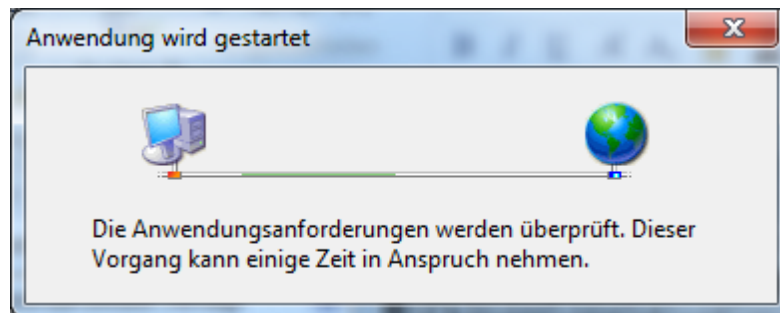 Anwendung wird gestartet
Die Anwendungsanforderungen werden überprüft. Dieser
Vorgang kann einige Zeit in Anspruch nehmen.